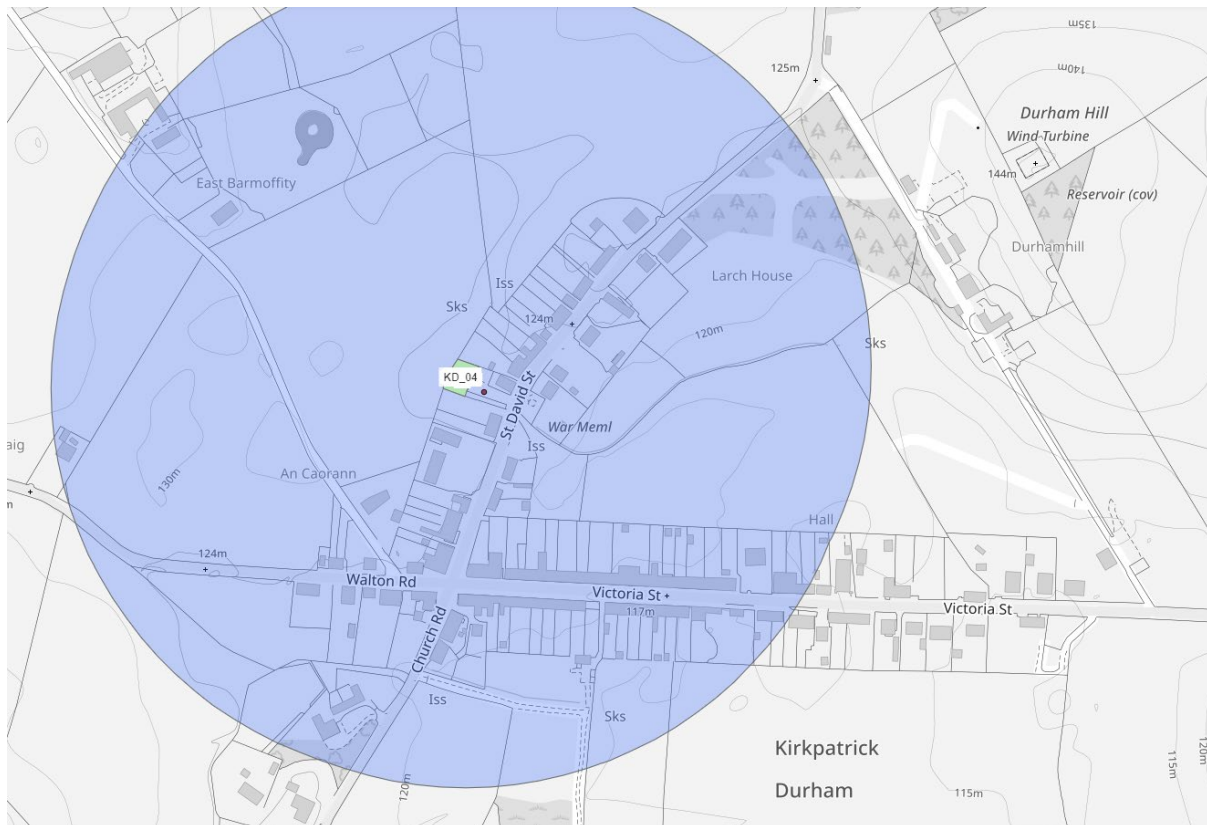 135m
125m
140m
Durham Hill
Wind Turbine
144m
Reservoir (cov)
East Barmoffity
Durhamhill
Larch House
Iss
Sks
124m
120m
Sks
KD_04
St David St
War Meml
Iss
aig
An Caorann
130m
m
Hall
124m
Walton Rd
Victoria St
117m
Victoria St
Church Rd
Iss
Sks
Kirkpatrick
Durham
120m
115m
115m
120m